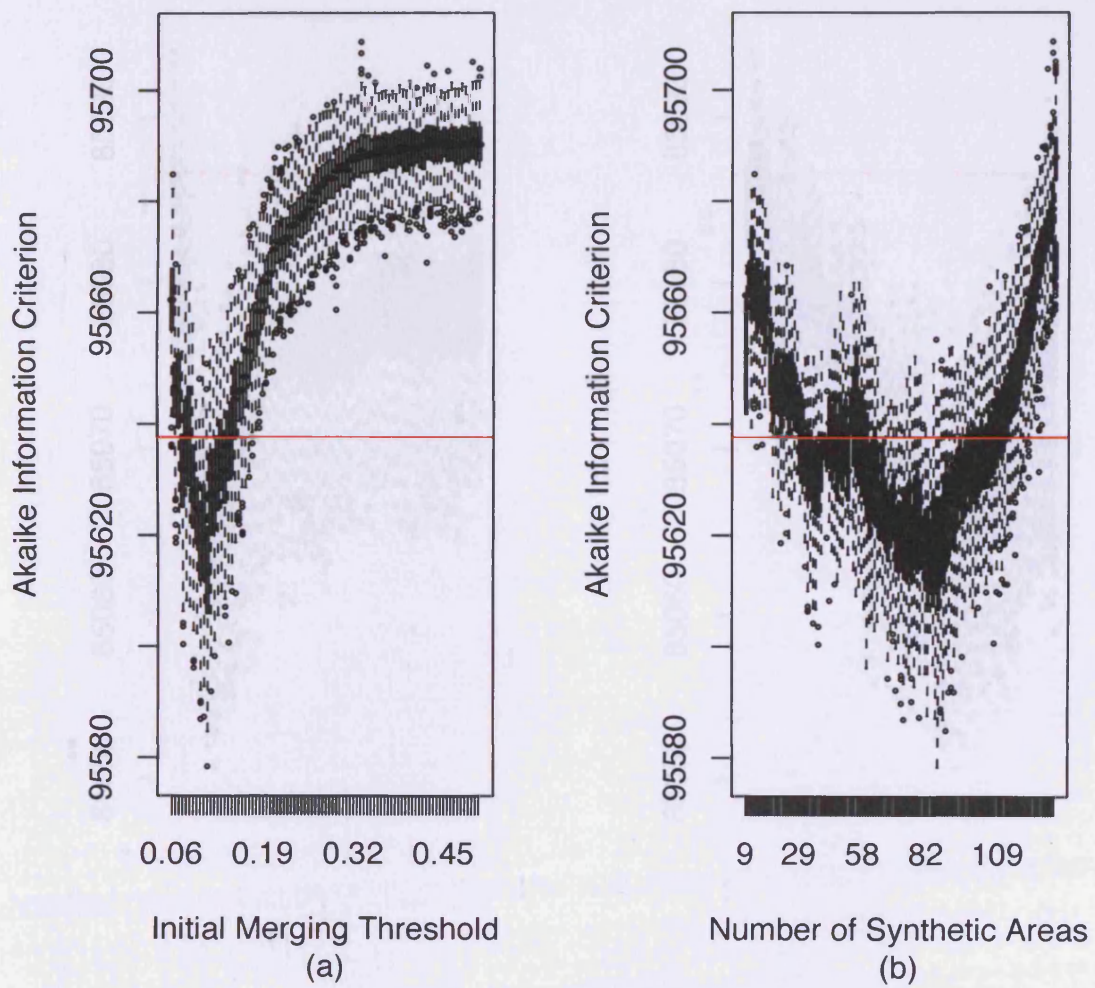 Akaike Information Criterion
95580 95620 95660 95700
0.06 0.19 0.32 0.45
Initial Merging Threshold
(a)
Akaike Information Criterion
95580 95620 95660 95700
9 29 58 82 109
Number of Synthetic Areas
(b)